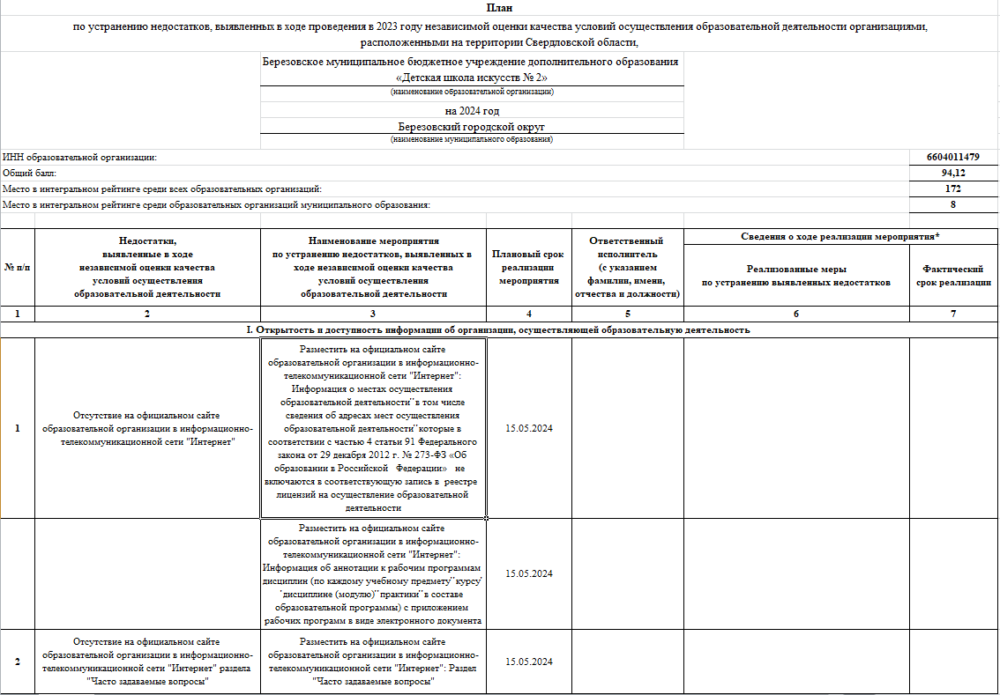 План
по устранению недостатков, выявленных в ходе проведения в 2023 году независимой оценки качества условий осуществления образовательной деятельности организациями,
расположенными на территории Свердловской области,
Березовское муниципальное бюджетное учреждение дополнительного образования
«Детская школа искусств № 2»
(наименование образовательной организации)
на 2024 год
Березовский городской округ
(наименование муниципального образования)
ИНН образовательной организации:
6604011479
Общий балл:
94,12
Место в интегральном рейтинге среди всех образовательных организаций:
172
Место в интегральном рейтинге среди образовательных организаций муниципального образования:
8
№ п/п
Недостатки,
выявленные в ходе
независимой оценки качества
условий осуществления
образовательной деятельности
Наименование мероприятия
по устранению недостатков, выявленных в
ходе независимой оценки качества
условий осуществления
образовательной деятельности
Плановый срок
реализации
мероприятия
Ответственный
исполнитель
(с указанием
фамилии, имени,
отчества и должности)
Сведения о ходе реализации мероприятия*
Реализованные меры
по устранению выявленных недостатков
Фактический
срок реализации
1
2
3
4
5
6
7
I. Открытость и доступность информации об организации, осуществляющей образовательную деятельность
1
Отсутствие на официальном сайте
образовательной организации в информационно-
телекоммуникационной сети "Интернет"
Разместить на официальном сайте
образовательной организации в информационно-
телекоммуникационной сети "Интернет":
Информация о местах осуществления
образовательной деятельности'' в том числе
сведения об адресах мест осуществления
образовательной деятельности'' которые в
соответствии с частью 4 статьи 91 Федерального
закона от 29 декабря 2012 г. № 273-ФЗ «Об
образовании в Российской Федерации» не
включаются в соответствующую запись в реестре
лицензий на осуществление образовательной
деятельности
15.05.2024
Разместить на официальном сайте
образовательной организации в информационно-
телекоммуникационной сети "Интернет":
Информация об аннотации к рабочим программам
дисциплин (по каждому учебному предмету'' курсу'
' дисциплине (модулю)'' практики'' в составе
образовательной программы) с приложением
рабочих программ в виде электронного документа
15.05.2024
2
Отсутствие на официальном сайте
образовательной организации в информационно-
телекоммуникационной сети "Интернет" раздела
"Часто задаваемые вопросы"
Разместить на официальном сайте
образовательной организации в информационно-
телекоммуникационной сети "Интернет": Раздел
"Часто задаваемые вопросы"
15.05.2024